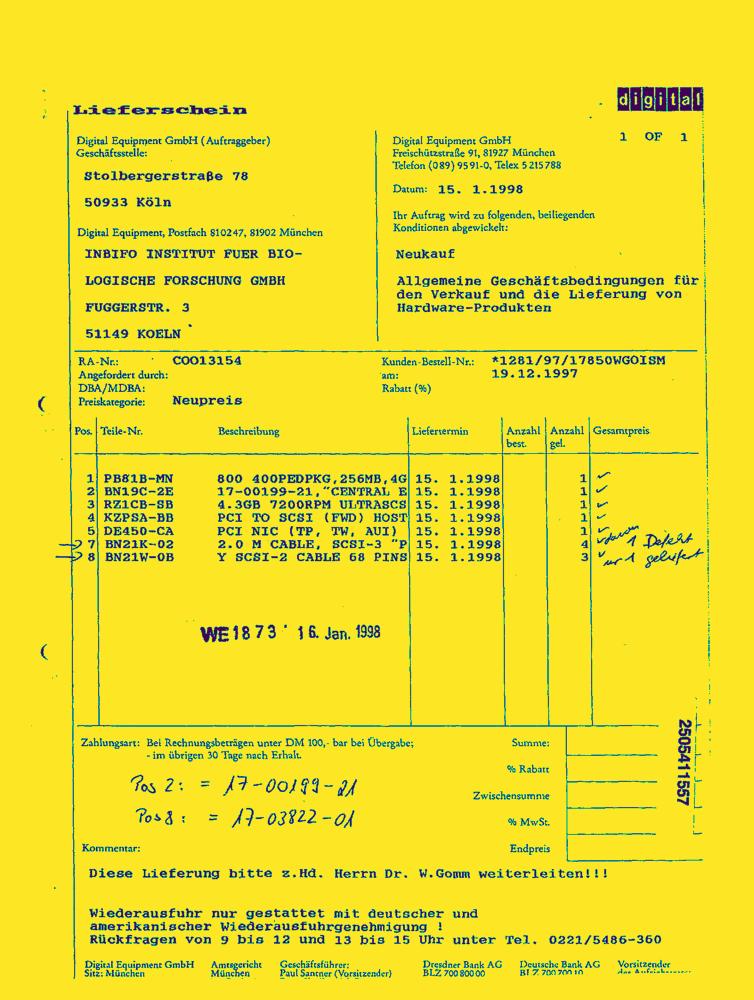 Lieferschein
digital
1 OF 1
Digital Equipment GmbH (Auftraggeber)
Geschäftsstelle:
Stolbergerstraße 78
50933 Köln
Digital Equipment GmbH
Freischützstraße 91, 81927 München
Telefon (089) 9591-0, Telex 5215788
Datum: 15. 1.1998
Ihr Auftrag wird zu folgenden, beiliegenden
Konditionen abgewickelt:
Digital Equipment, Postfach 810247, 81902 München
INBIFO INSTITUT FUER BIO-
LOGISCHE FORSCHUNG GMBH
FUGGERSTR. 3
51149 KOELN
Neukauf
Allgemeine Geschäftsbedingungen für
den Verkauf und die Lieferung von
Hardware-Produkten
RA-Nr.: COO13154
Angefordert durch:
DBA/MDBA:
Preiskategorie: Neupreis
Kunden-Bestell-Nr.: *1281/97/17850WGOISM
am: 19.12.1997
Rabatt (%)
Pos. Teile-Nr. Beschreibung Liefertermin Anzahl best. Anzahl gel. Gesamtpreis
1 PB81B-MN 800 400PEDPKG,256MB,4G 15. 1.1998 1
2 BN19C-2E 17-00199-21,"CENTRAL E 15. 1.1998 1
3 RZ1CB-SB 4.3GB 7200RPM ULTRASCS 15. 1.1998 1
4 KZPSA-BB PCI TO SCSI (FWD) HOST 15. 1.1998 1
5 DE450-CA PCI NIC (TP, TW, AUI) 15. 1.1998 1
7 BN21K-02 2.0 M CABLE, SCSI-3 "P 15. 1.1998 4 davon 1 Defekt
8 BN21W-0B Y SCSI-2 CABLE 68 PINS 15. 1.1998 3 nur 1 geliefert
WE1873 16. Jan. 1998
2505411557
Zahlungsart: Bei Rechnungsbeträgen unter DM 100,- bar bei Übergabe;
- im übrigen 30 Tage nach Erhalt.
Summe:
% Rabatt
Zwischensumme
% MwSt.
Endpreis
Pos 2: = 17-00199-21
Pos 8: = 17-03822-01
Kommentar:
Diese Lieferung bitte z.Hd. Herrn Dr. W.Gomm weiterleiten!!!
Wiederausfuhr nur gestattet mit deutscher und
amerikanischer Wiederausfuhrgenehmigung !
Rückfragen von 9 bis 12 und 13 bis 15 Uhr unter Tel. 0221/5486-360
Digital Equipment GmbH
Sitz: München
Amtsgericht
München
Geschäftsführer:
Paul Santner (Vorsitzender)
Dresdner Bank AG
BLZ 700 800 00
Deutsche Bank AG
BLZ 700 700 10
Vorsitzender